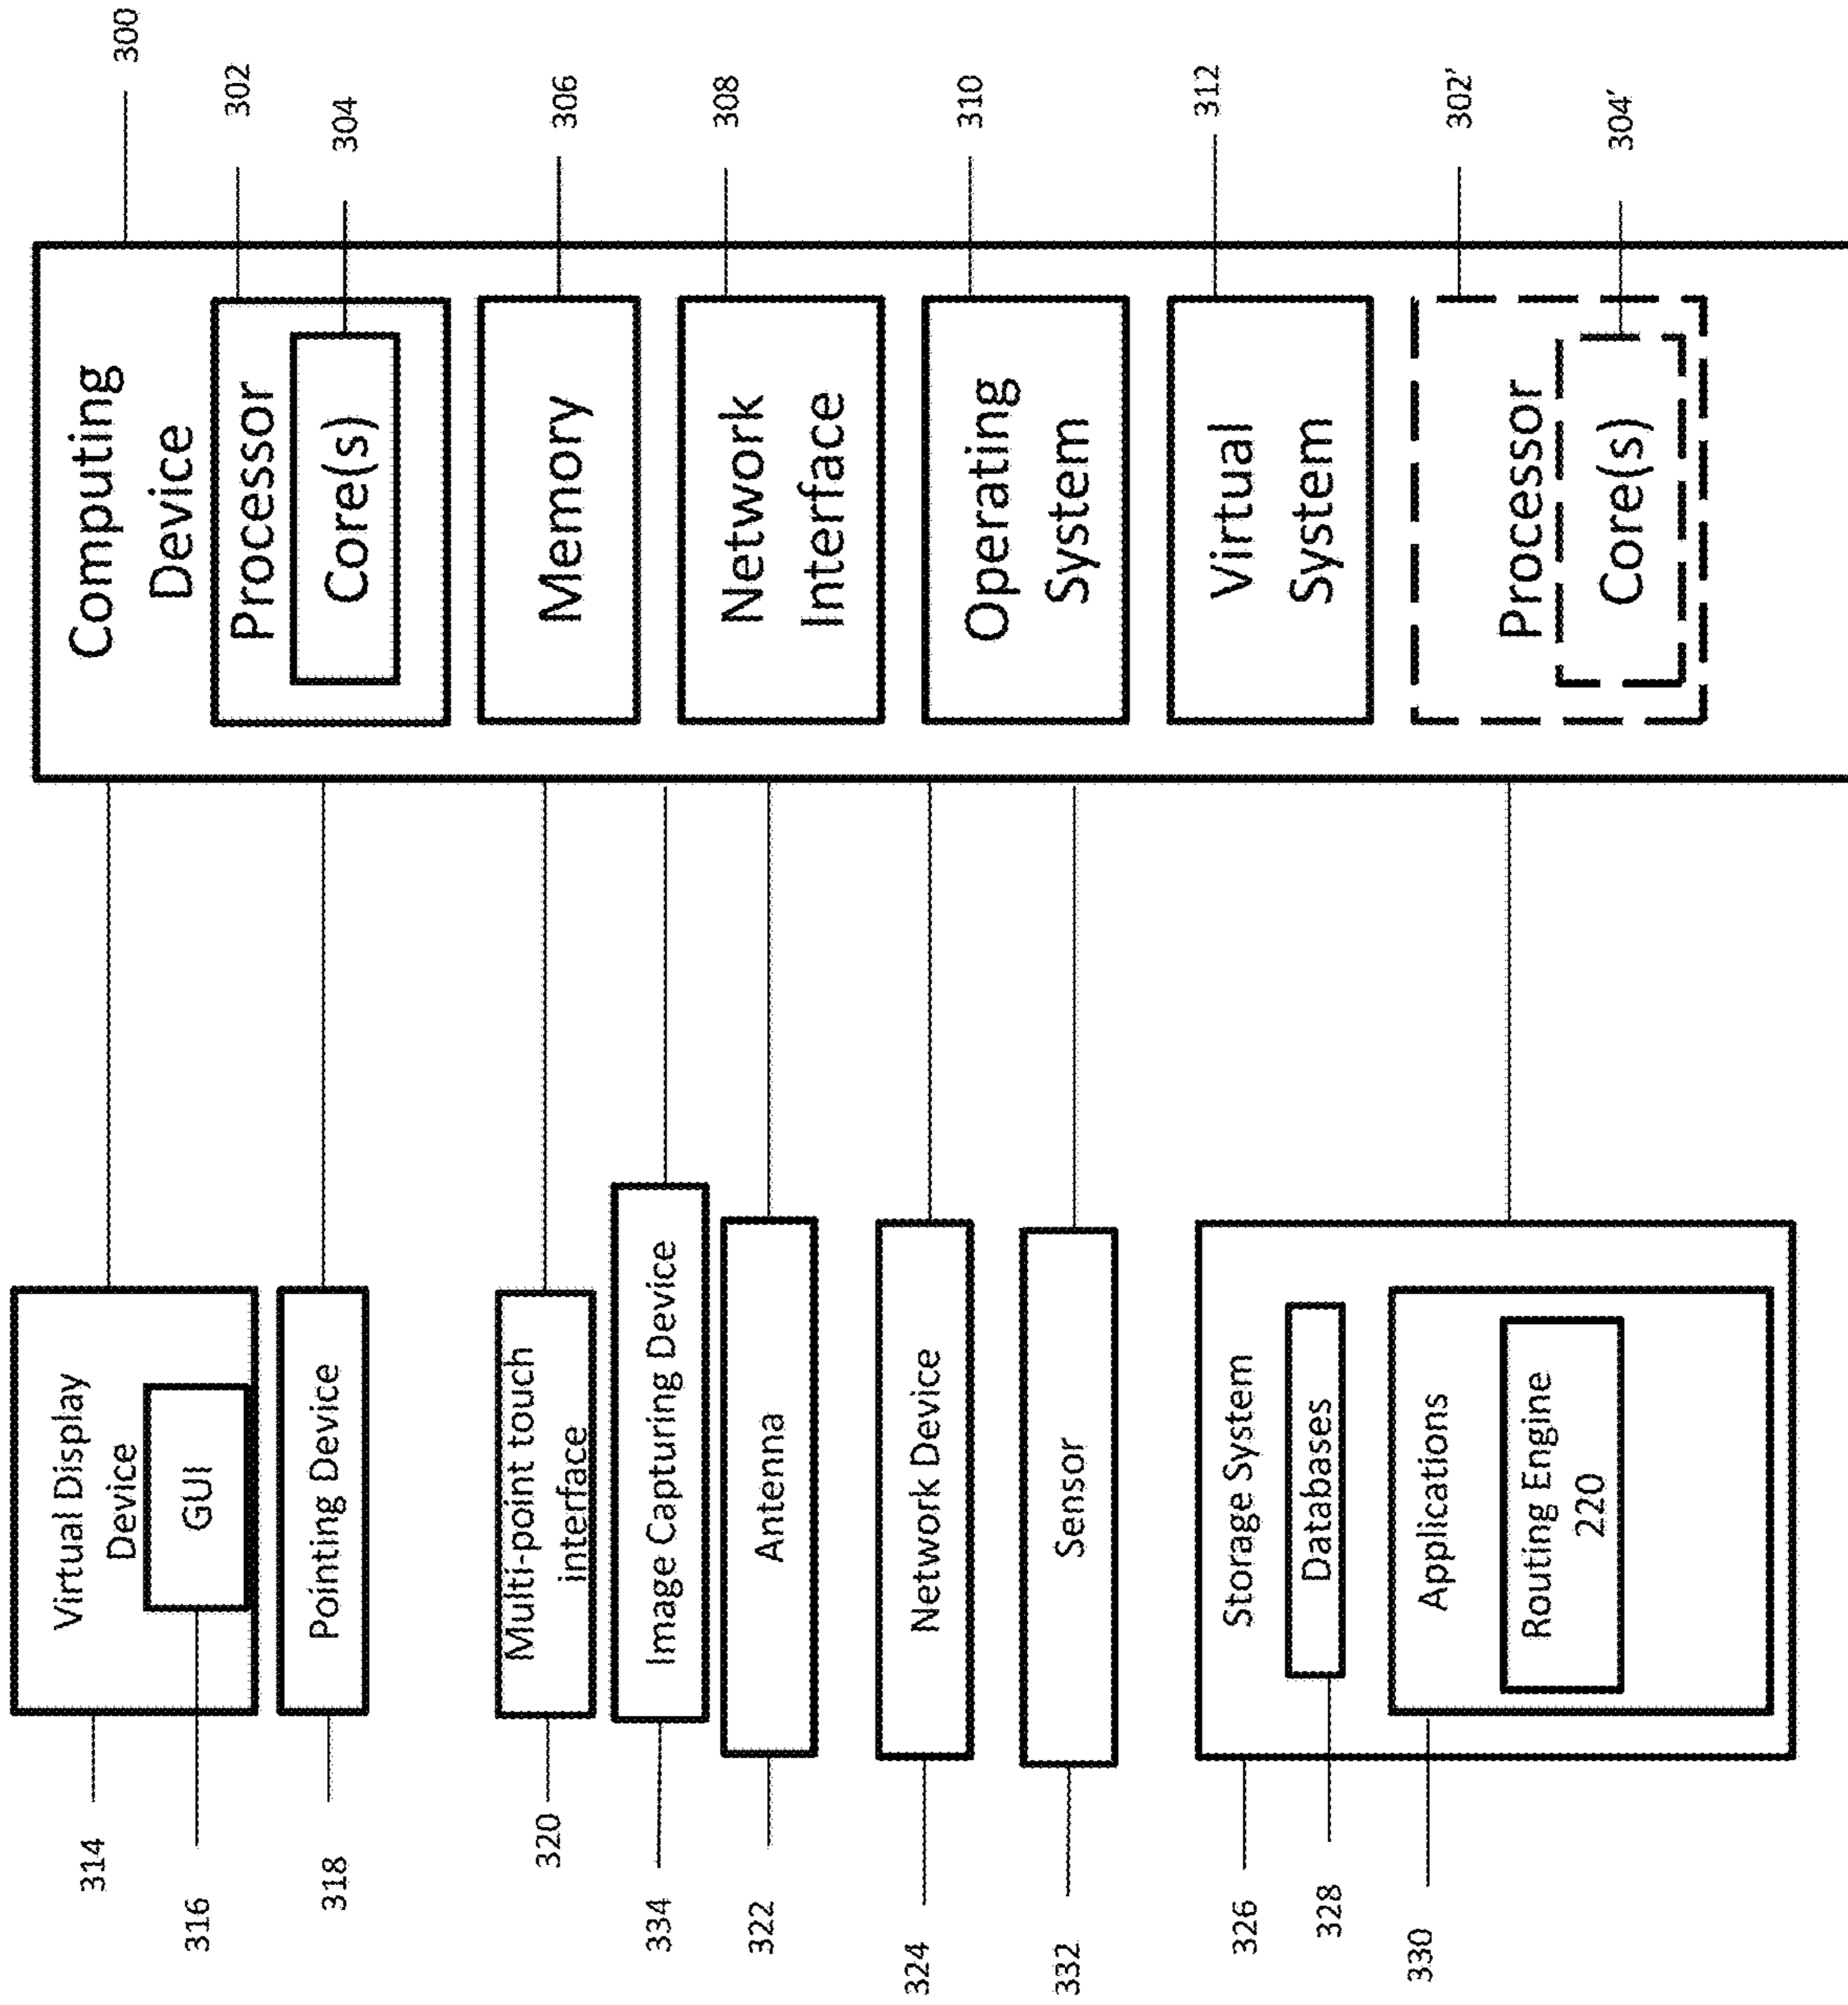 314
Virtual Display
Device
316
GUI
318
Pointing Device
320
Multi-point touch
interface
334
Image Capturing Device
322
Antenna
324
Network Device
332
Sensor
326
Storage System
328
Databases
330
Applications
Routing Engine
220
Computing
Device
300
Processor
302
Core(s)
304
Memory
306
Network
Interface
308
Operating
System
310
Virtual
System
312
Processor
302'
Core(s)
304'